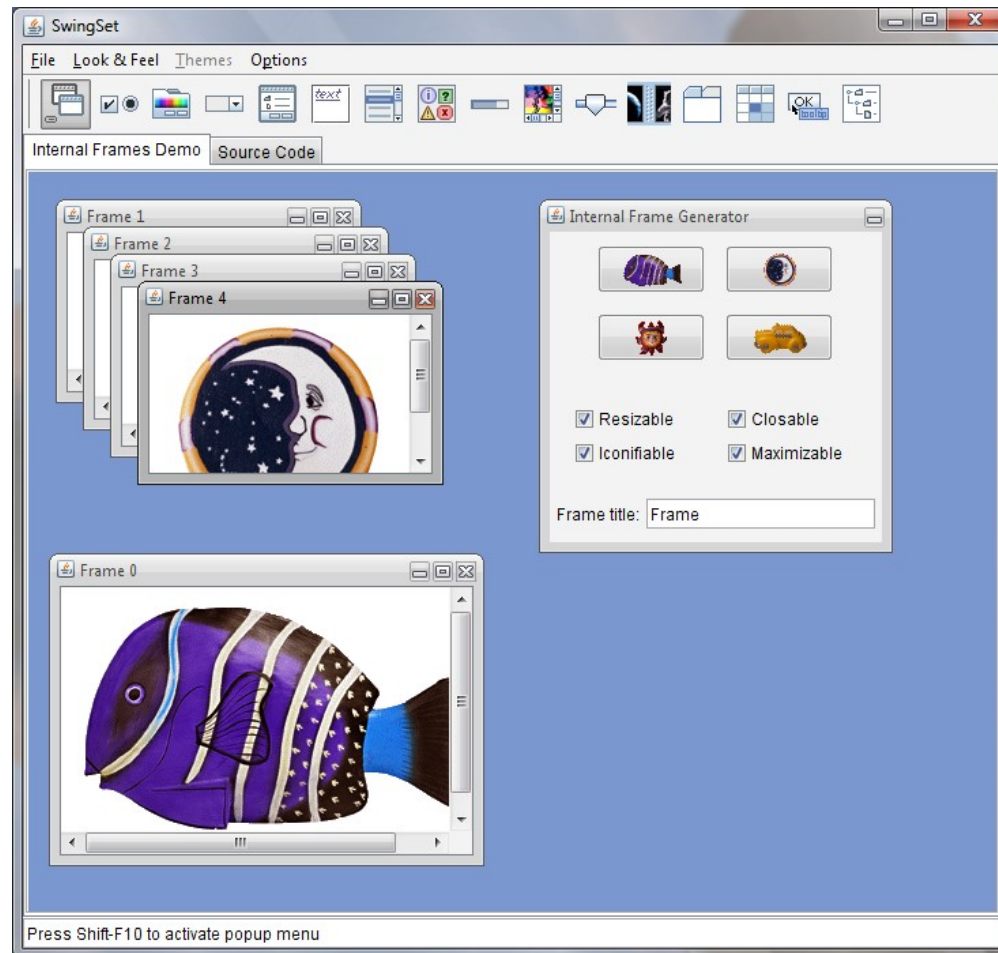 SwingSet
File Look & Feel Themes Options
text
OK
tool tip
Internal Frames Demo Source Code
Frame 1
Frame 2
Frame 3
Frame 4
Internal Frame Generator
Resizable Closable
Iconifiable Maximizable
Frame title: Frame
Frame 0
Press Shift-F10 to activate popup menu